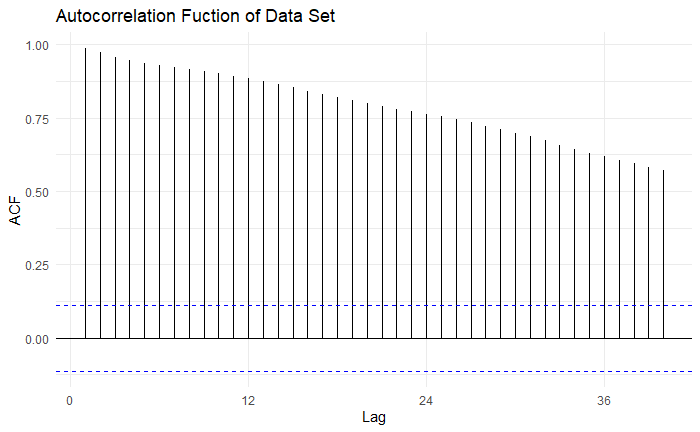 Autocorrelation Fuction of Data Set
1.00
0.75
0.50
0.25
0.00
ACF
0 12 24 36
Lag